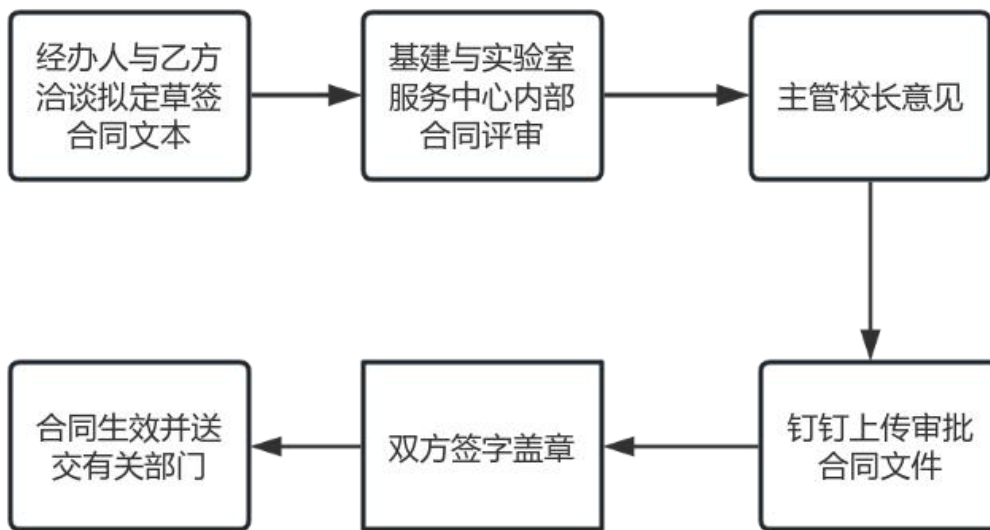 经办人与乙方
洽谈拟定草签
合同文本
基建与实验室
服务中心内部
合同评审
主管校长意见
钉钉上传审批
合同文件
双方签字盖章
合同生效并送
交有关部门